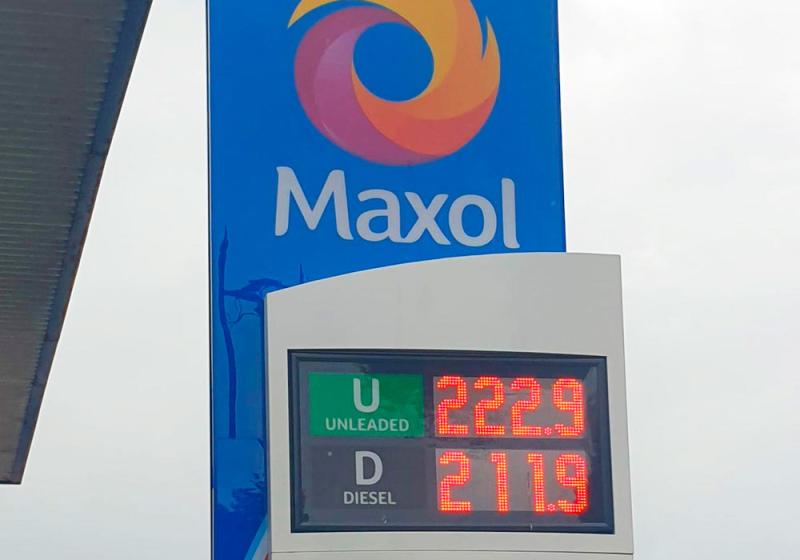 Maxol
U
UNLEADED
222.9
D
DIESEL
211.9